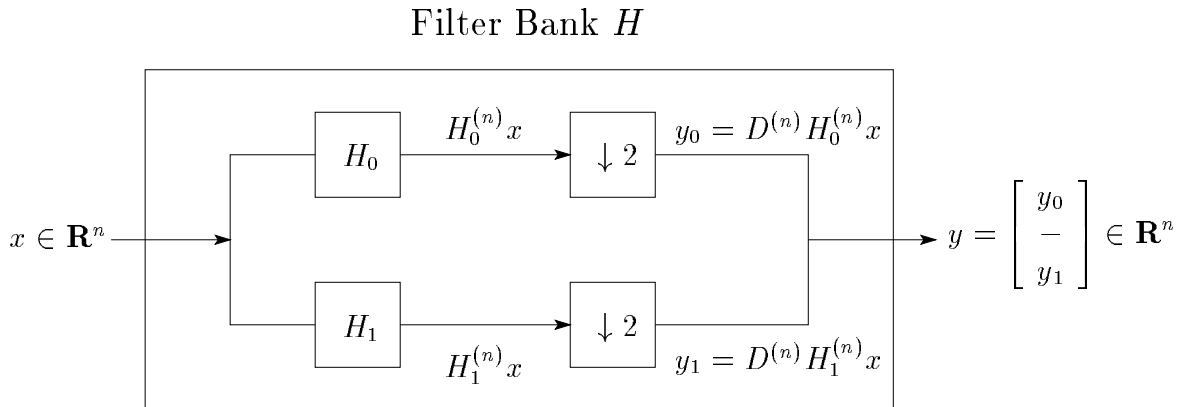 Filter Bank H
H_0^{(n)}x
y_0 = D^{(n)}H_0^{(n)}x
H_0
↓ 2
x ∈ R^n
y = [ y_0 − y_1 ] ∈ R^n
H_1
↓ 2
H_1^{(n)}x
y_1 = D^{(n)}H_1^{(n)}x